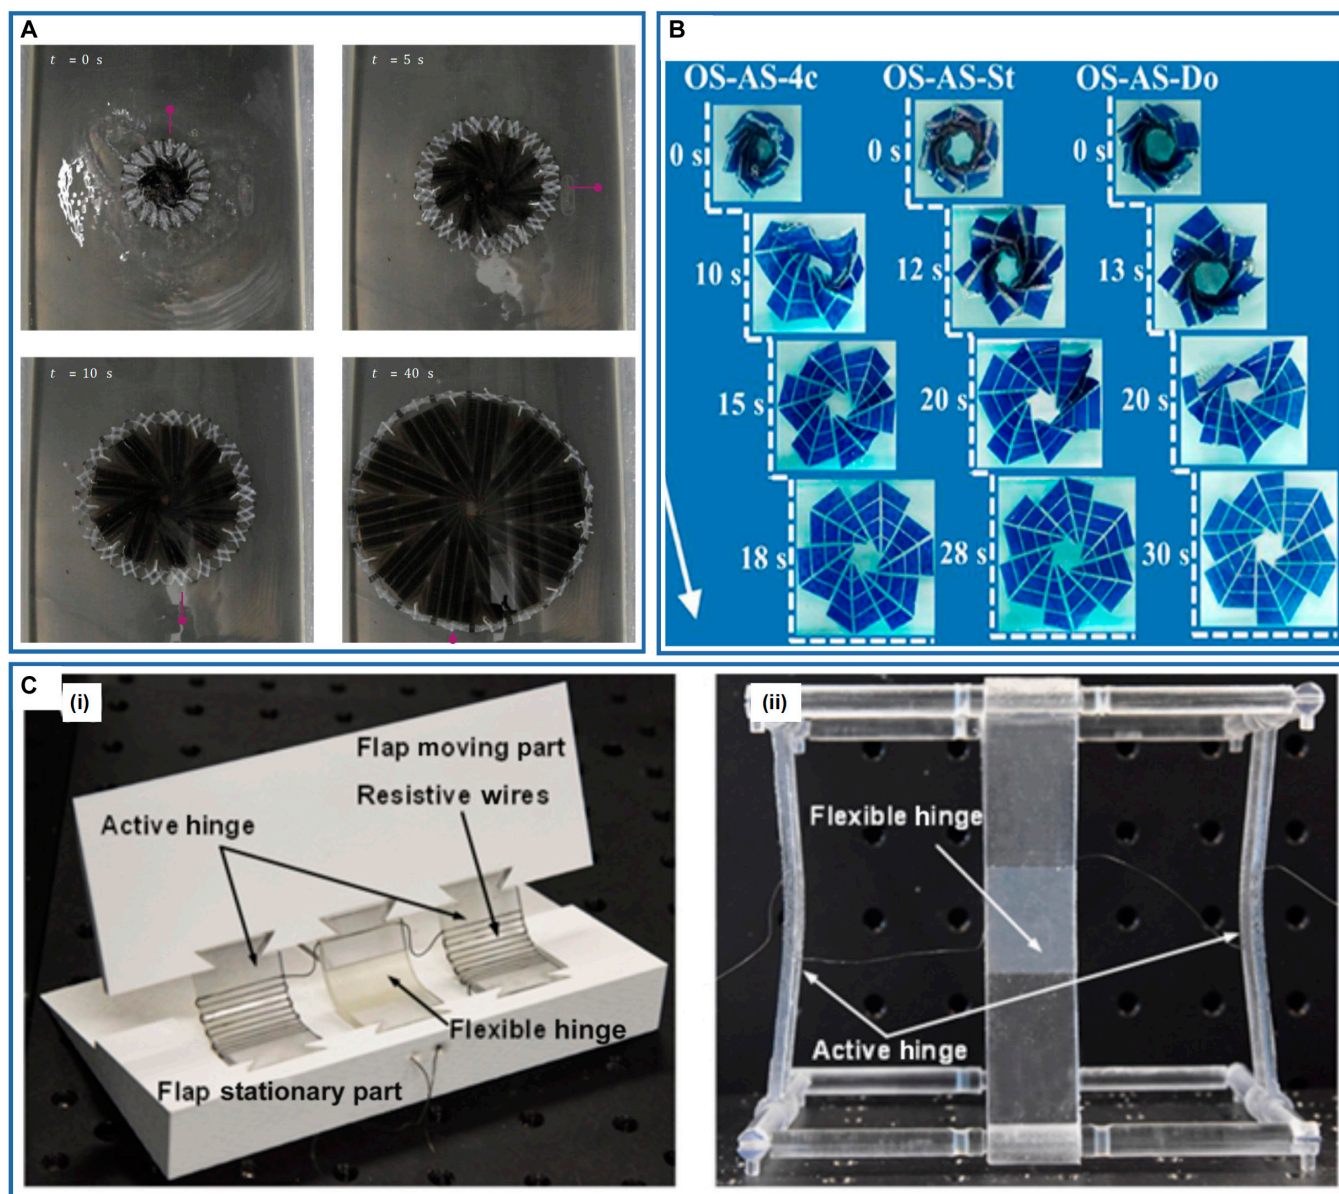 A
t = 0 s
t = 5 s
t = 10 s
t = 40 s
B
OS-AS-4c OS-AS-St OS-AS-Do
0 s 0 s 0 s
10 s 12 s 13 s
15 s 20 s 20 s
18 s 28 s 30 s
C
(i)
Flap moving part
Resistive wires
Active hinge
Flexible hinge
Flap stationary part
(ii)
Flexible hinge
Active hinge